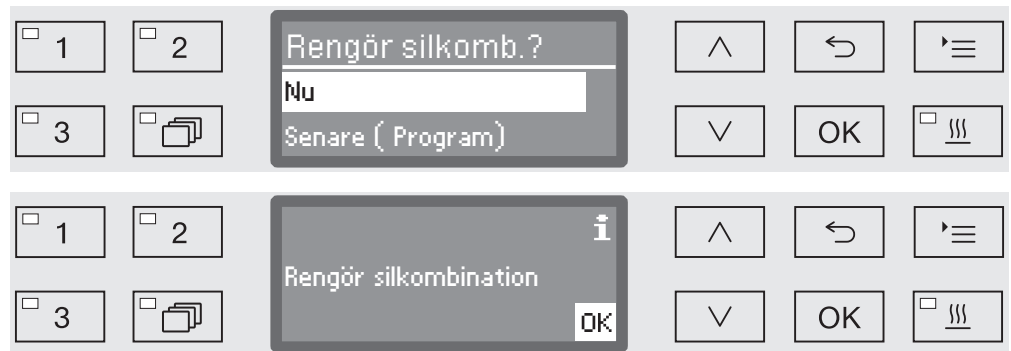 1 2
Rengör silkomb.?
Nu
3
Senare ( Program)
OK
1 2
i
Rengör silkombination
3
OK
OK